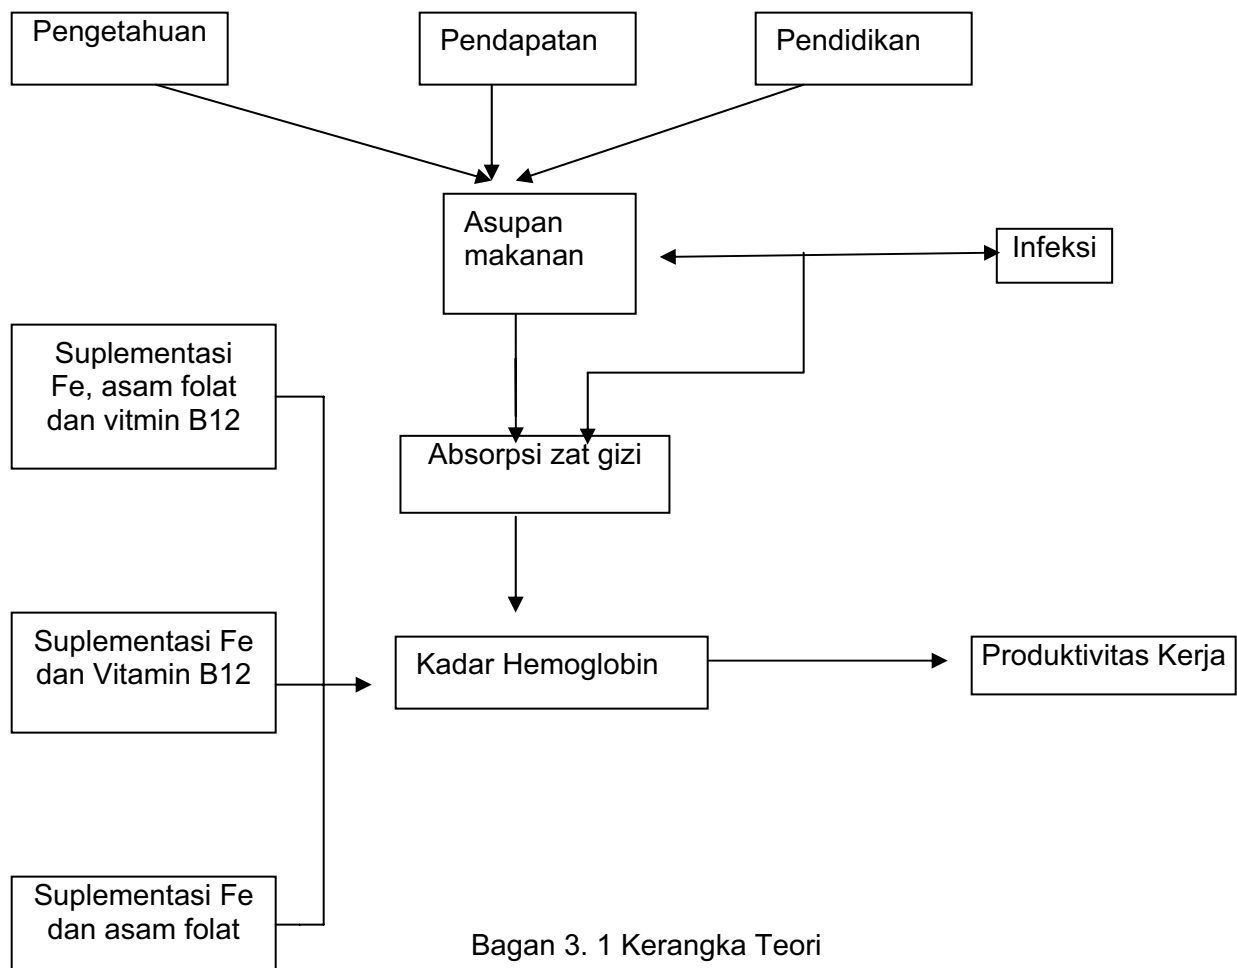 Pengetahuan
Pendapatan
Pendidikan
Asupan
makanan
Infeksi
Suplementasi
Fe, asam folat
dan vitmin B12
Absorpsi zat gizi
Suplementasi Fe
dan Vitamin B12
Kadar Hemoglobin
Produktivitas Kerja
Suplementasi Fe
dan asam folat
Bagan 3. 1 Kerangka Teori